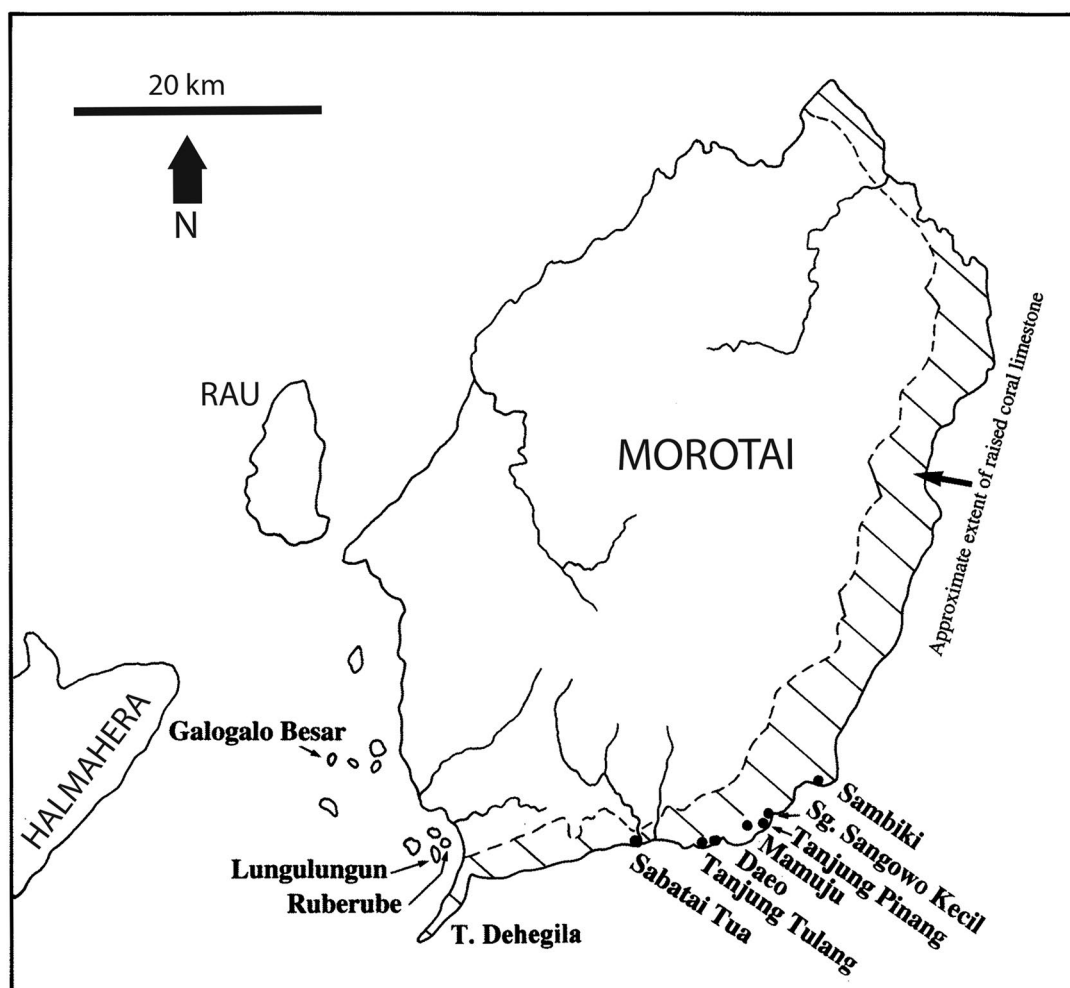 20 km
N
RAU
MOROTAI
Approximate extent of raised coral limestone
HALMAHERA
Galogalo Besar
Lungulungun
Ruberube
T. Dehegila
Sambiki
Sg. Sangowo Kecil
Tanjung Pinang
Mamuju
Daeo
Tanjung Tulang
Sabatai Tua